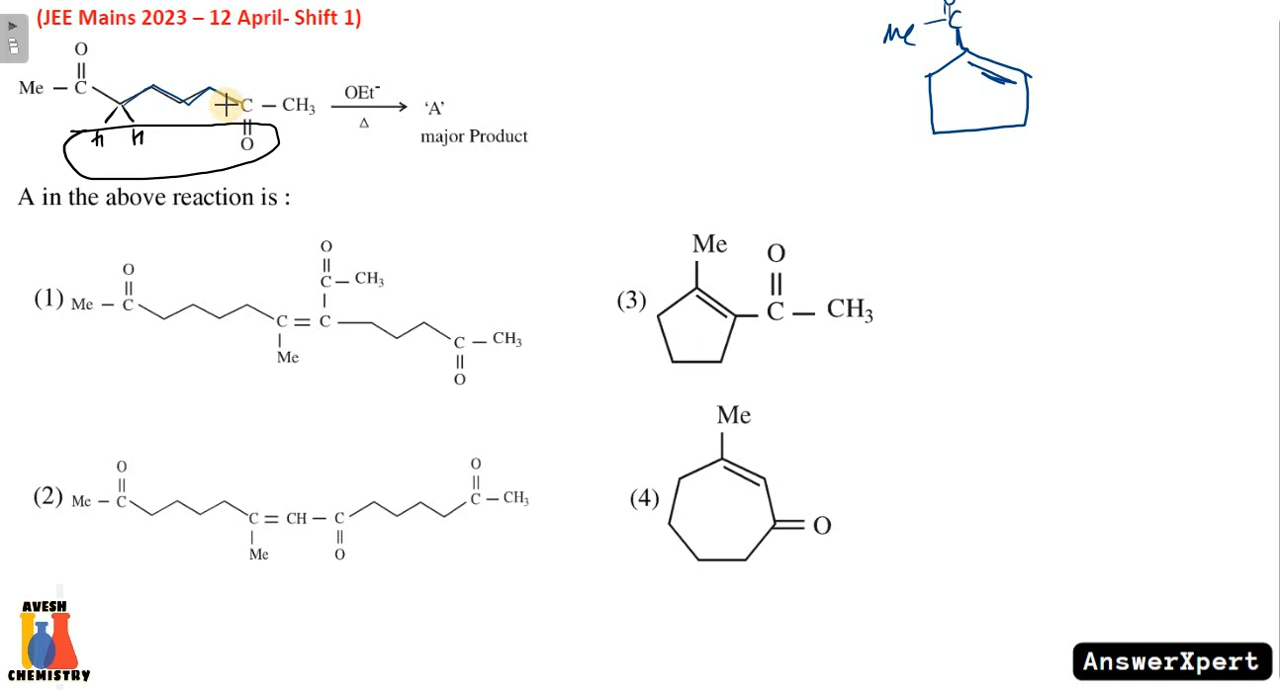 (JEE Mains 2023 – 12 April- Shift 1)
O
Me – C
C – CH₃
O
H H
OEt⁻
Δ
'A'
major Product
Me C
A in the above reaction is :
(1) Me – C
O
O
C – CH₃
C = C
Me
C – CH₃
O
(2) Me – C
O
C = CH – C
Me
O
O
C – CH₃
(3)
Me
O
C – CH₃
(4)
Me
O
AVESH
CHEMISTRY
AnswerXpert